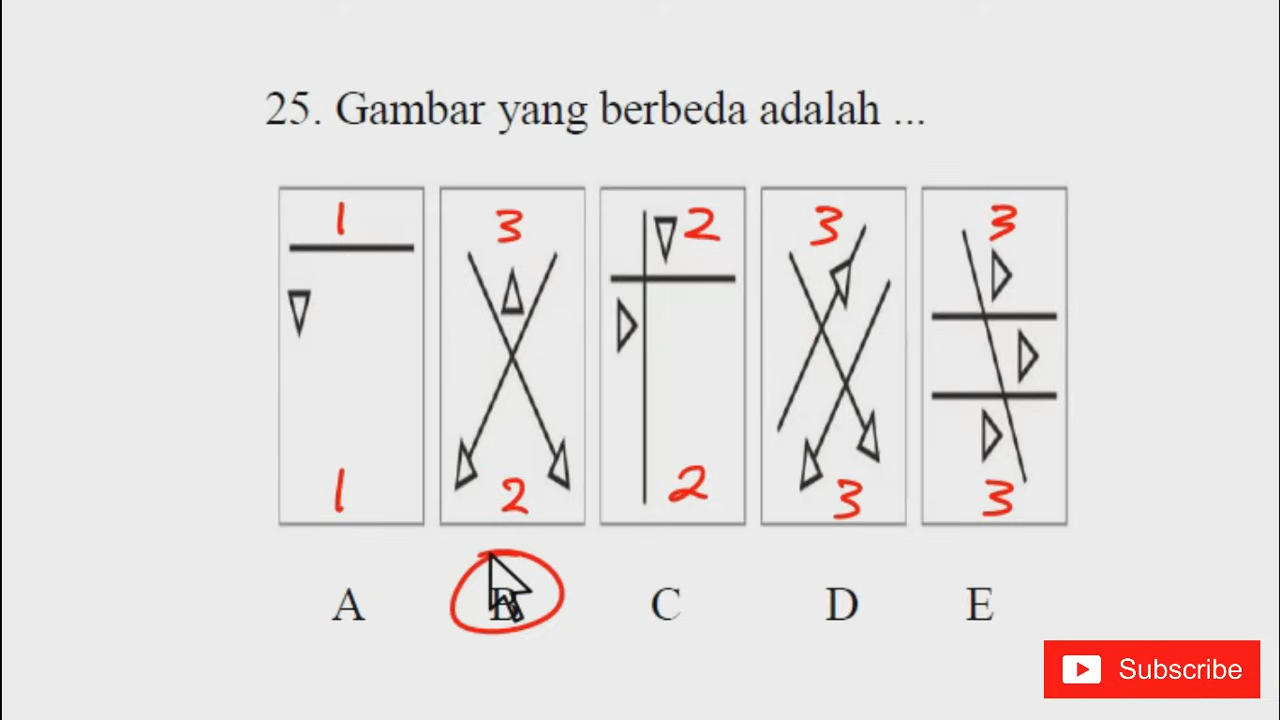 25. Gambar yang berbeda adalah ...
1 3 2 3 3
1 2 2 3 3
A B C D E
Subscribe